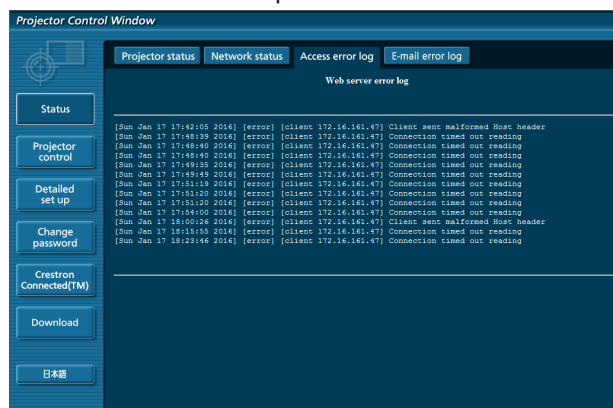 Projector Control Window
Projector status Network status Access error log E-mail error log
Web server error log
Status
Projector control
Detailed set up
Change password
Crestron Connected(TM)
Download
日本語
[Sun Jan 17 17:42:05 2016] [error] [client 172.16.161.47] Client sent malformed Host header
[Sun Jan 17 17:48:39 2016] [error] [client 172.16.161.47] Connection timed out reading
[Sun Jan 17 17:48:40 2016] [error] [client 172.16.161.47] Connection timed out reading
[Sun Jan 17 17:48:40 2016] [error] [client 172.16.161.47] Connection timed out reading
[Sun Jan 17 17:49:35 2016] [error] [client 172.16.161.47] Connection timed out reading
[Sun Jan 17 17:49:49 2016] [error] [client 172.16.161.47] Connection timed out reading
[Sun Jan 17 17:51:19 2016] [error] [client 172.16.161.47] Connection timed out reading
[Sun Jan 17 17:51:20 2016] [error] [client 172.16.161.47] Connection timed out reading
[Sun Jan 17 17:51:20 2016] [error] [client 172.16.161.47] Connection timed out reading
[Sun Jan 17 17:54:00 2016] [error] [client 172.16.161.47] Connection timed out reading
[Sun Jan 17 18:00:26 2016] [error] [client 172.16.161.47] Client sent malformed Host header
[Sun Jan 17 18:15:55 2016] [error] [client 172.16.161.47] Connection timed out reading
[Sun Jan 17 18:23:46 2016] [error] [client 172.16.161.47] Connection timed out reading